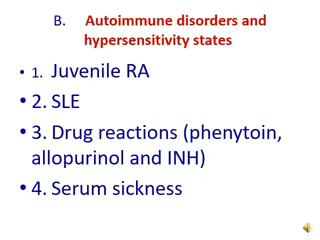 B. Autoimmune disorders and
hypersensitivity states
• 1. Juvenile RA
• 2. SLE
• 3. Drug reactions (phenytoin,
allopurinol and INH)
• 4. Serum sickness